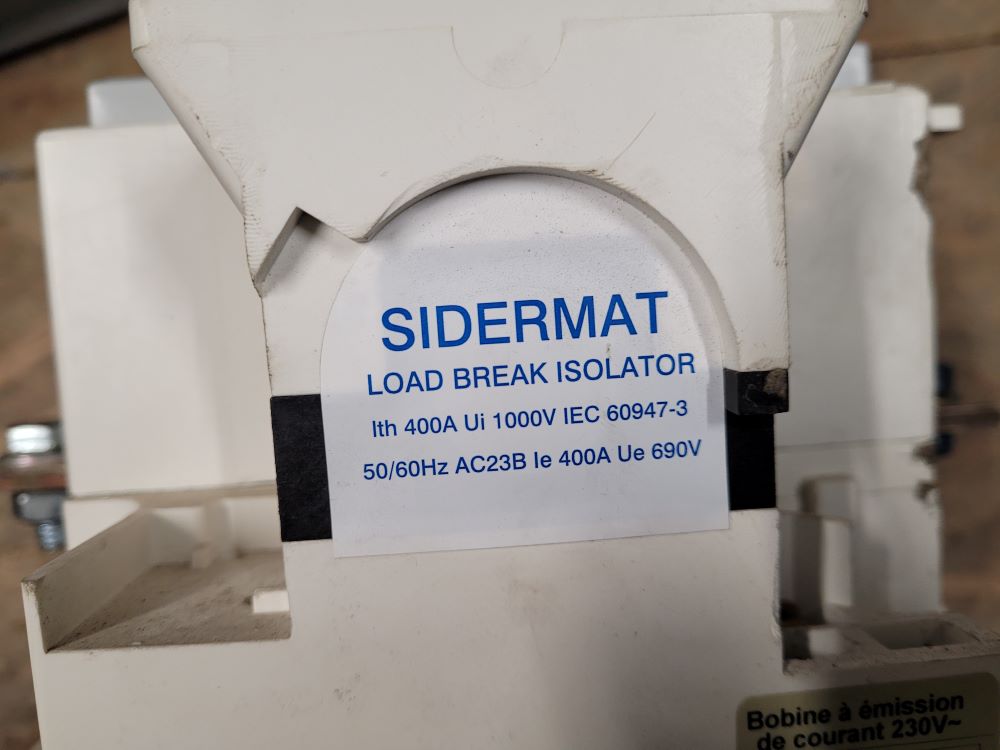 SIDERMAT
LOAD BREAK ISOLATOR
Ith 400A Ui 1000V IEC 60947-3
50/60Hz AC23B Ie 400A Ue 690V
Bobine à émission
de courant 230V~